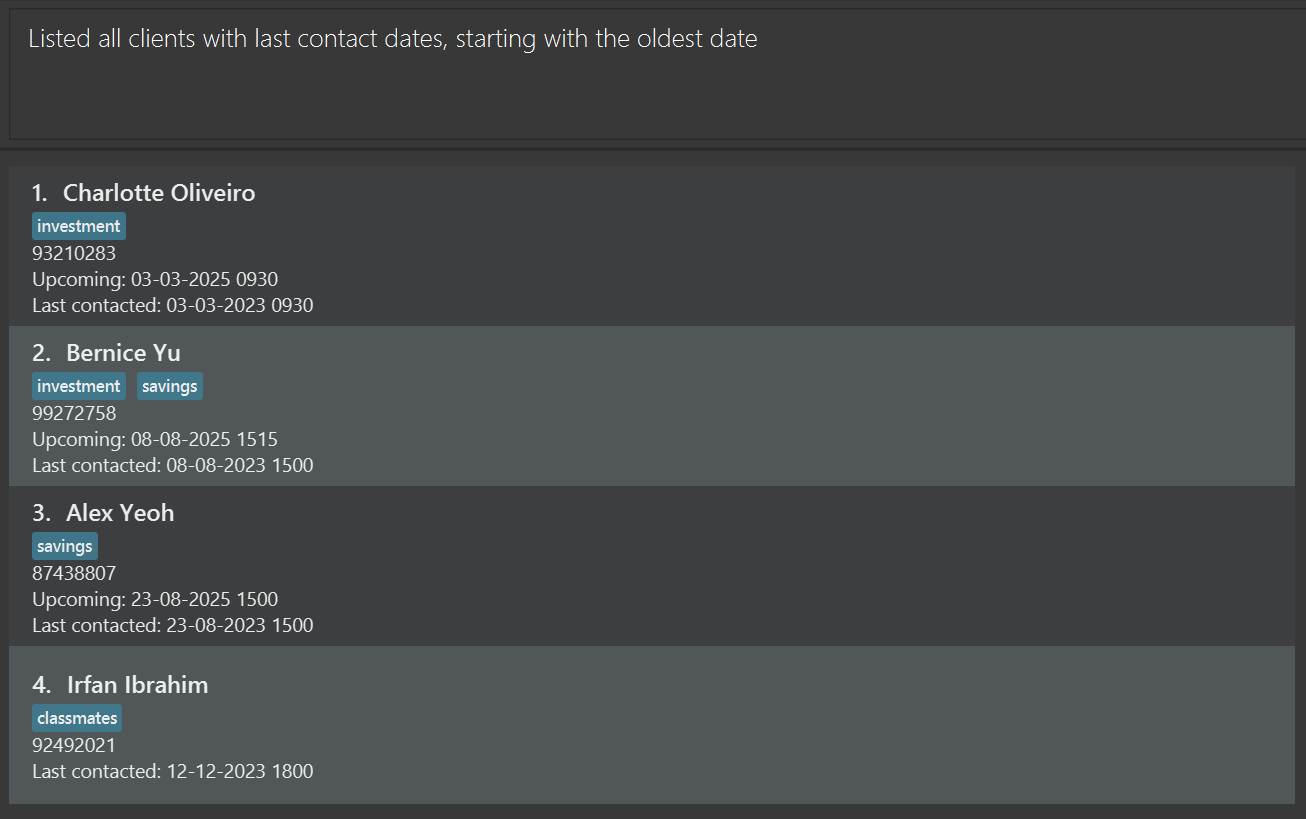 Listed all clients with last contact dates, starting with the oldest date
1. Charlotte Oliveiro
investment
93210283
Upcoming: 03-03-2025 0930
Last contacted: 03-03-2023 0930
2. Bernice Yu
investment savings
99272758
Upcoming: 08-08-2025 1515
Last contacted: 08-08-2023 1500
3. Alex Yeoh
savings
87438807
Upcoming: 23-08-2025 1500
Last contacted: 23-08-2023 1500
4. Irfan Ibrahim
classmates
92492021
Last contacted: 12-12-2023 1800